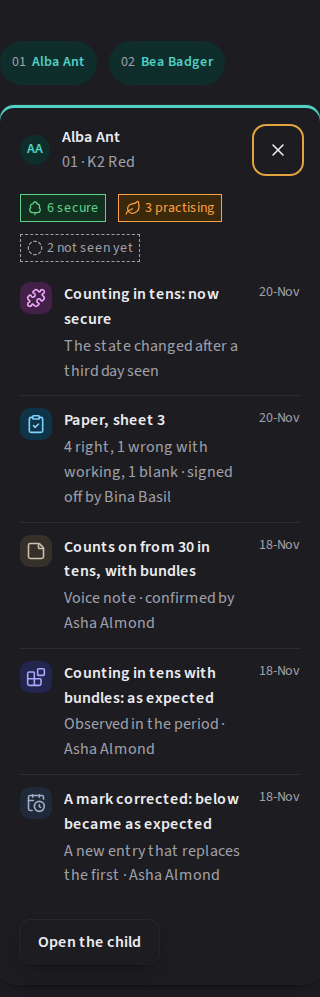 01 Alba Ant 02 Bea Badger
AA
Alba Ant
01 · K2 Red
6 secure 3 practising
2 not seen yet
Counting in tens: now 20-Nov
secure
The state changed after a
third day seen
Paper, sheet 3 20-Nov
4 right, 1 wrong with
working, 1 blank · signed
off by Bina Basil
Counts on from 30 in 18-Nov
tens, with bundles
Voice note · confirmed by
Asha Almond
Counting in tens with 18-Nov
bundles: as expected
Observed in the period ·
Asha Almond
A mark corrected: below 18-Nov
became as expected
A new entry that replaces
the first · Asha Almond
Open the child